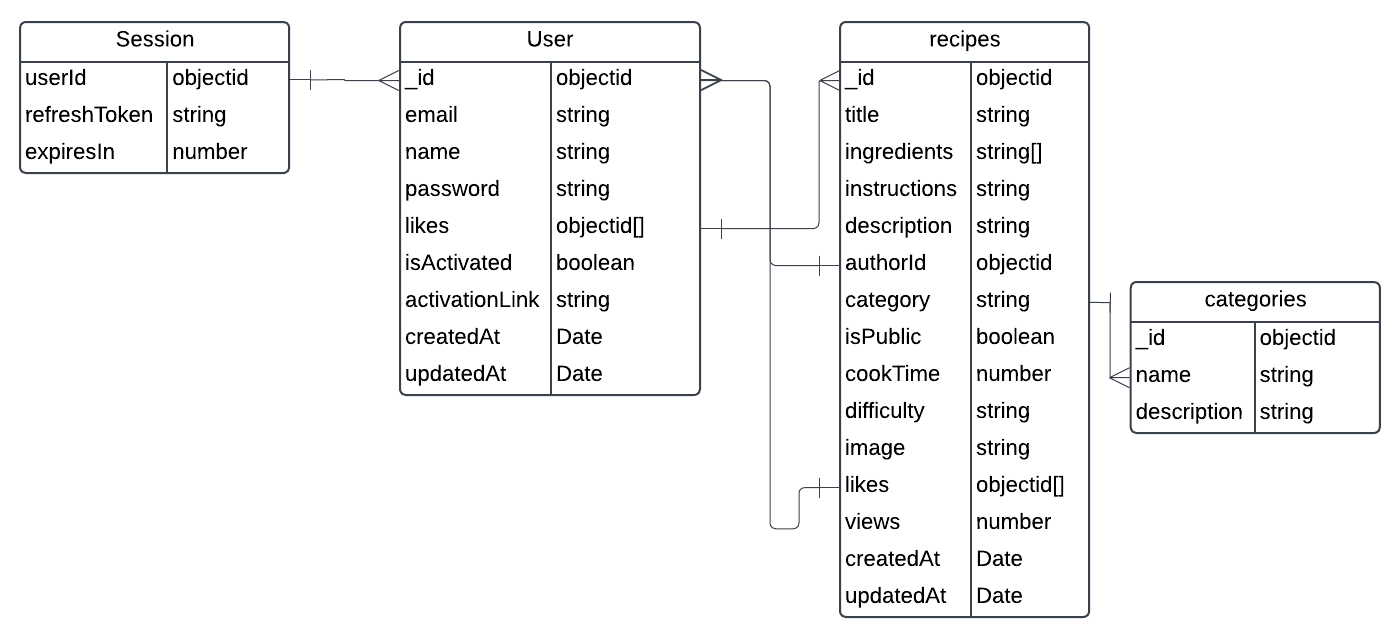 Session
userId objectid
refreshToken string
expiresIn number
User
_id objectid
email string
name string
password string
likes objectid[]
isActivated boolean
activationLink string
createdAt Date
updatedAt Date
recipes
_id objectid
title string
ingredients string[]
instructions string
description string
authorId objectid
category string
isPublic boolean
cookTime number
difficulty string
image string
likes objectid[]
views number
createdAt Date
updatedAt Date
categories
_id objectid
name string
description string